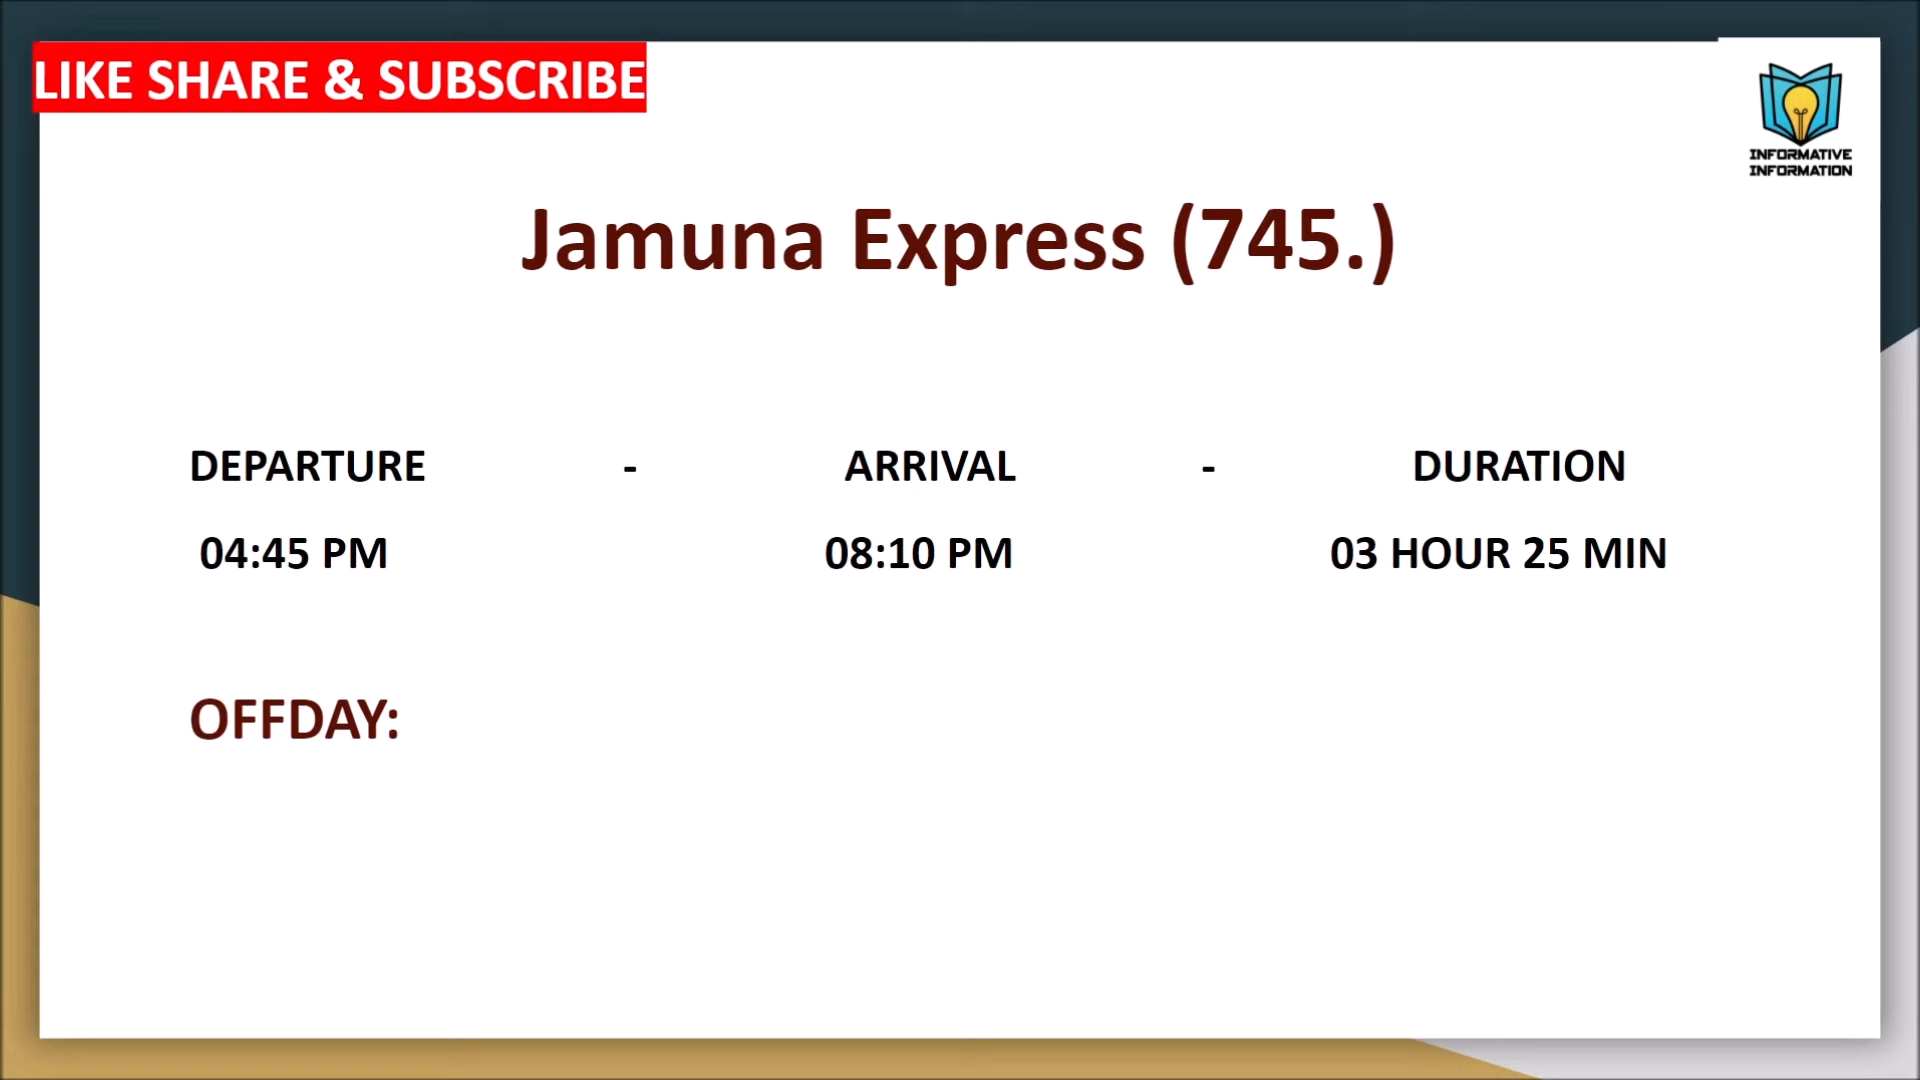 LIKE SHARE & SUBSCRIBE
INFORMATIVE
INFORMATION
Jamuna Express (745.)
DEPARTURE - ARRIVAL - DURATION
04:45 PM 08:10 PM 03 HOUR 25 MIN
OFFDAY: